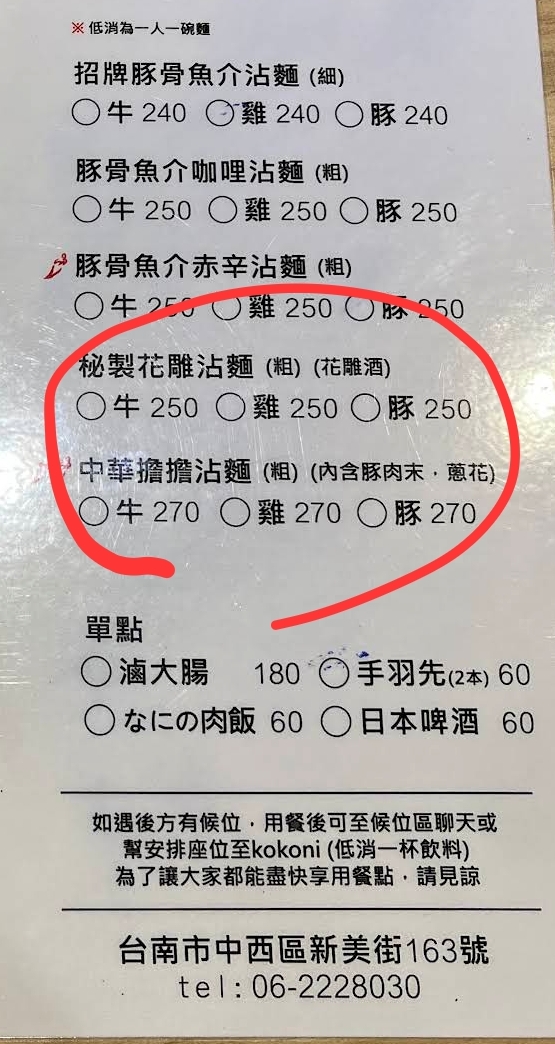 ※ 低消為一人一碗麵
招牌豚骨魚介沾麵 (細)
牛 240 雞 240 豚 240
豚骨魚介咖哩沾麵 (粗)
牛 250 雞 250 豚 250
豚骨魚介赤辛沾麵 (粗)
牛 250 雞 250 豚 250
秘製花雕沾麵 (粗) (花雕酒)
牛 250 雞 250 豚 250
中華擔擔沾麵 (粗) (內含豚肉末,蔥花)
牛 270 雞 270 豚 270
單點
滷大腸 180 手羽先(2本) 60
なにの肉飯 60 日本啤酒 60
如遇後方有候位,用餐後可至候位區聊天或
幫安排座位至kokoni (低消一杯飲料)
為了讓大家都能盡快享用餐點,請見諒
台南市中西區新美街163號
tel:06-2228030